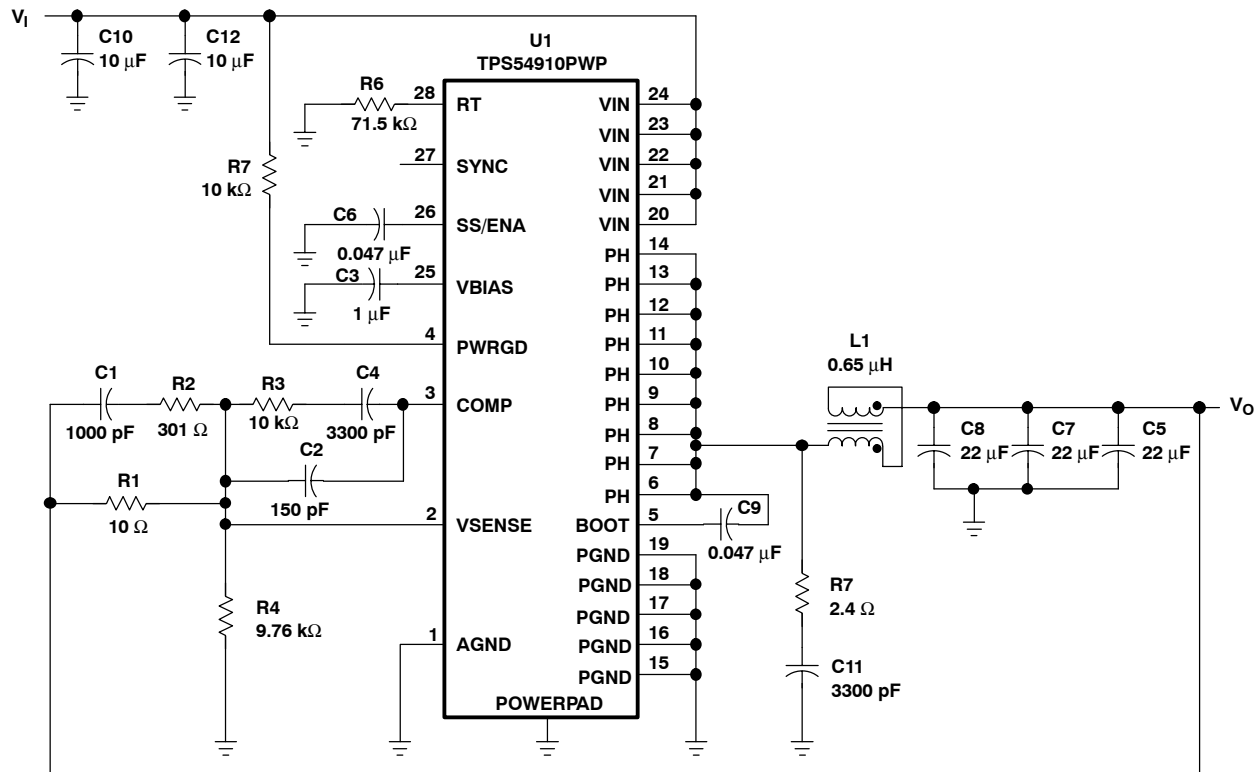 V_I
C10
10 μF
C12
10 μF
U1
TPS54910PWP
R6
71.5 kΩ
28
RT
27
SYNC
R7
10 kΩ
C6
0.047 μF
26
SS/ENA
C3
1 μF
25
VBIAS
4
PWRGD
C1
1000 pF
R2
301 Ω
R3
10 kΩ
C4
3300 pF
3
COMP
C2
150 pF
R1
10 Ω
2
VSENSE
R4
9.76 kΩ
1
AGND
POWERPAD
VIN
24
VIN
23
VIN
22
VIN
21
VIN
20
PH
14
PH
13
PH
12
PH
11
PH
10
PH
9
PH
8
PH
7
PH
6
BOOT
5
PGND
19
PGND
18
PGND
17
PGND
16
PGND
15
C9
0.047 μF
L1
0.65 μH
R7
2.4 Ω
C11
3300 pF
C8
22 μF
C7
22 μF
C5
22 μF
V_O